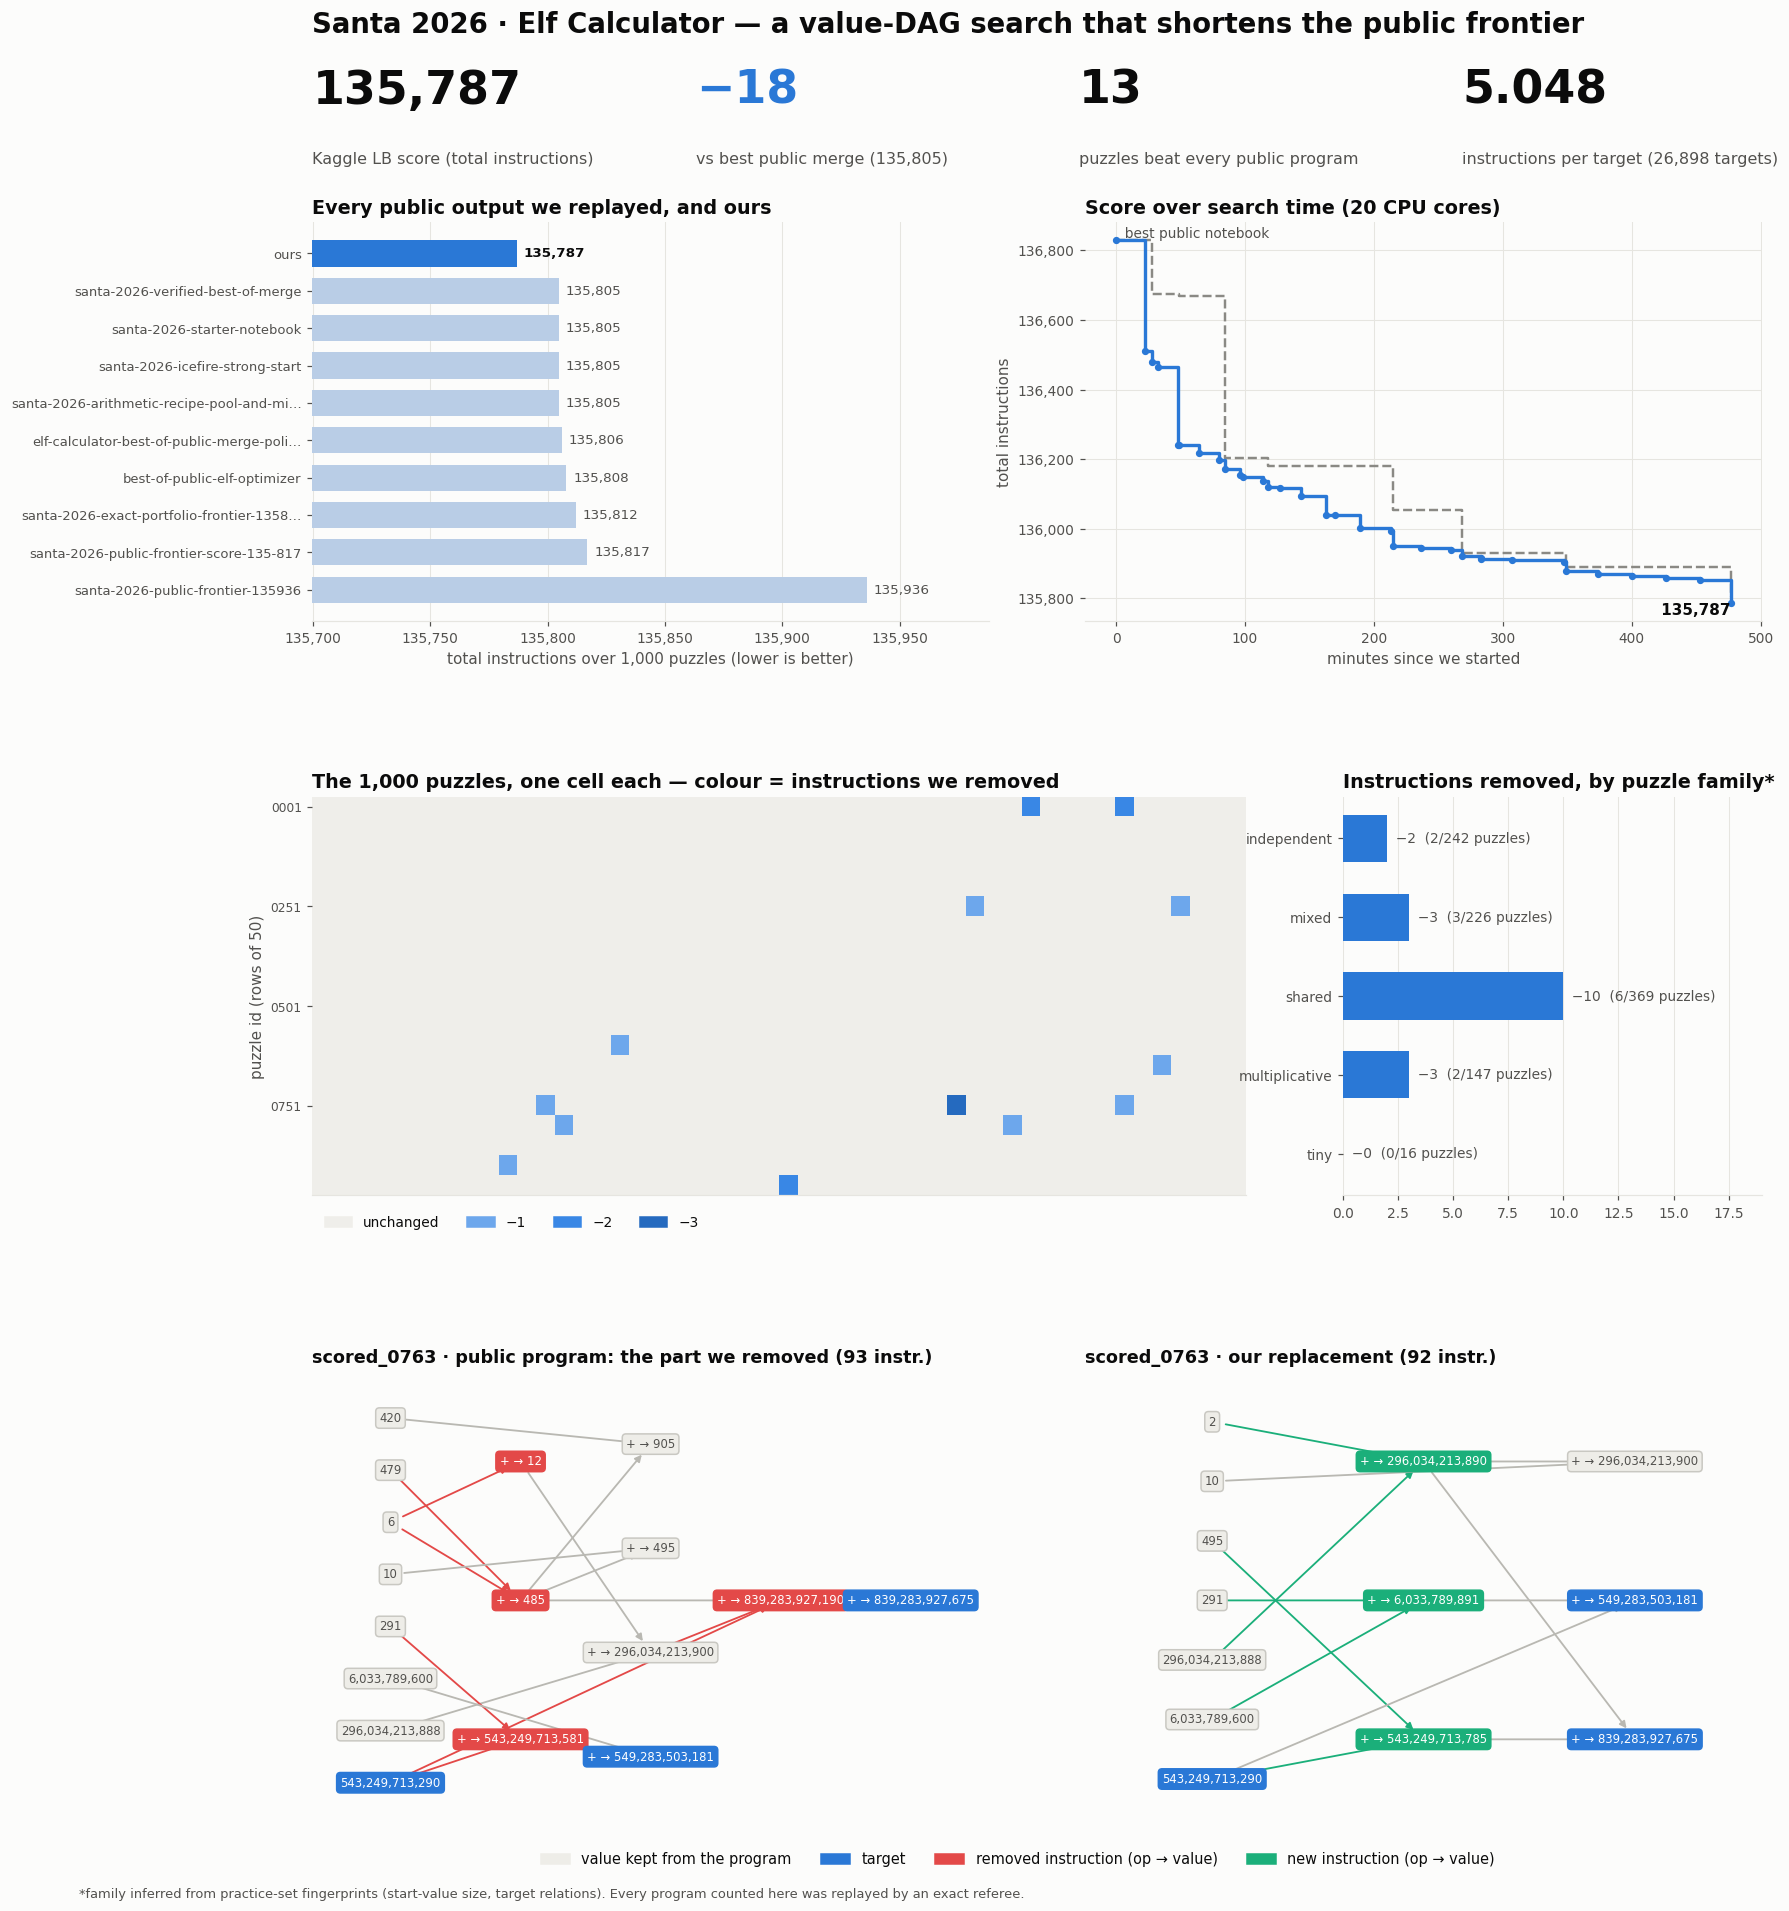 Santa 2026 · Elf Calculator — a value-DAG search that shortens the public frontier
135,787
−18
13
5.048
Kaggle LB score (total instructions)
vs best public merge (135,805)
puzzles beat every public program
instructions per target (26,898 targets)
Every public output we replayed, and ours
ours
135,787
santa-2026-verified-best-of-merge
135,805
santa-2026-starter-notebook
135,805
santa-2026-icefire-strong-start
135,805
santa-2026-arithmetic-recipe-pool-and-mi…
135,805
elf-calculator-best-of-public-merge-poli…
135,806
best-of-public-elf-optimizer
135,808
santa-2026-exact-portfolio-frontier-1358…
135,812
santa-2026-public-frontier-score-135-817
135,817
santa-2026-public-frontier-135936
135,936
135,700
135,750
135,800
135,850
135,900
135,950
total instructions over 1,000 puzzles (lower is better)
Score over search time (20 CPU cores)
best public notebook
136,800
136,600
136,400
136,200
136,000
135,800
total instructions
135,787
0
100
200
300
400
500
minutes since we started
The 1,000 puzzles, one cell each — colour = instructions we removed
0001
0251
0501
0751
puzzle id (rows of 50)
unchanged
−1
−2
−3
Instructions removed, by puzzle family*
independent
−2 (2/242 puzzles)
mixed
−3 (3/226 puzzles)
shared
−10 (6/369 puzzles)
multiplicative
−3 (2/147 puzzles)
tiny
−0 (0/16 puzzles)
0.0
2.5
5.0
7.5
10.0
12.5
15.0
17.5
scored_0763 · public program: the part we removed (93 instr.)
420
+ → 905
+ → 12
479
6
+ → 495
10
+ → 485
+ → 839,283,927,190
+ → 839,283,927,675
291
+ → 296,034,213,900
6,033,789,600
296,034,213,888
+ → 543,249,713,581
+ → 549,283,503,181
543,249,713,290
scored_0763 · our replacement (92 instr.)
2
+ → 296,034,213,890
+ → 296,034,213,900
10
495
291
+ → 6,033,789,891
+ → 549,283,503,181
296,034,213,888
6,033,789,600
+ → 543,249,713,785
+ → 839,283,927,675
543,249,713,290
value kept from the program
target
removed instruction (op → value)
new instruction (op → value)
*family inferred from practice-set fingerprints (start-value size, target relations). Every program counted here was replayed by an exact referee.